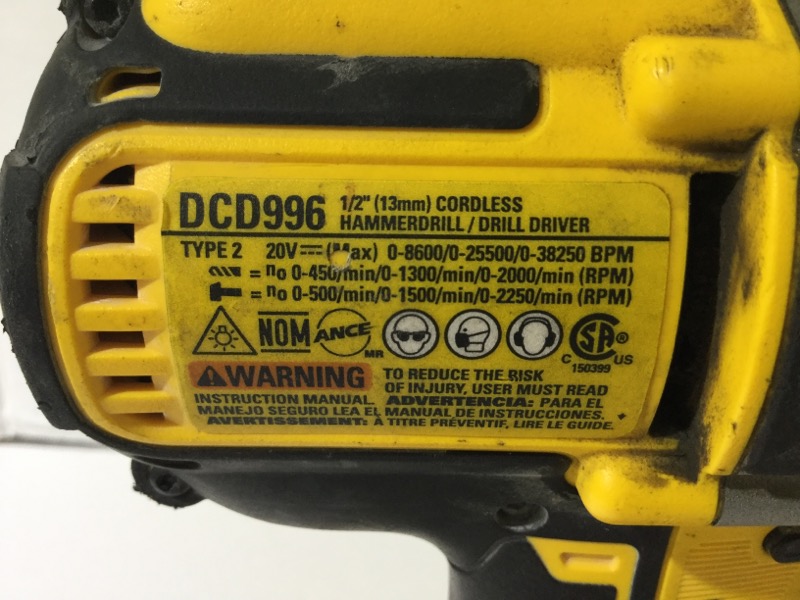 DCD996 1/2" (13mm) CORDLESS
HAMMERDRILL / DRILL DRIVER
TYPE 2 20V⎓(Max) 0-8600/0-25500/0-38250 BPM
= no 0-450/min/0-1300/min/0-2000/min (RPM)
= no 0-500/min/0-1500/min/0-2250/min (RPM)
NOM ANCE MR
C SA ® C US
150399
WARNING TO REDUCE THE RISK
OF INJURY, USER MUST READ
INSTRUCTION MANUAL. ADVERTENCIA: PARA EL
MANEJO SEGURO LEA EL MANUAL DE INSTRUCCIONES.
AVERTISSEMENT: À TITRE PRÉVENTIF, LIRE LE GUIDE.